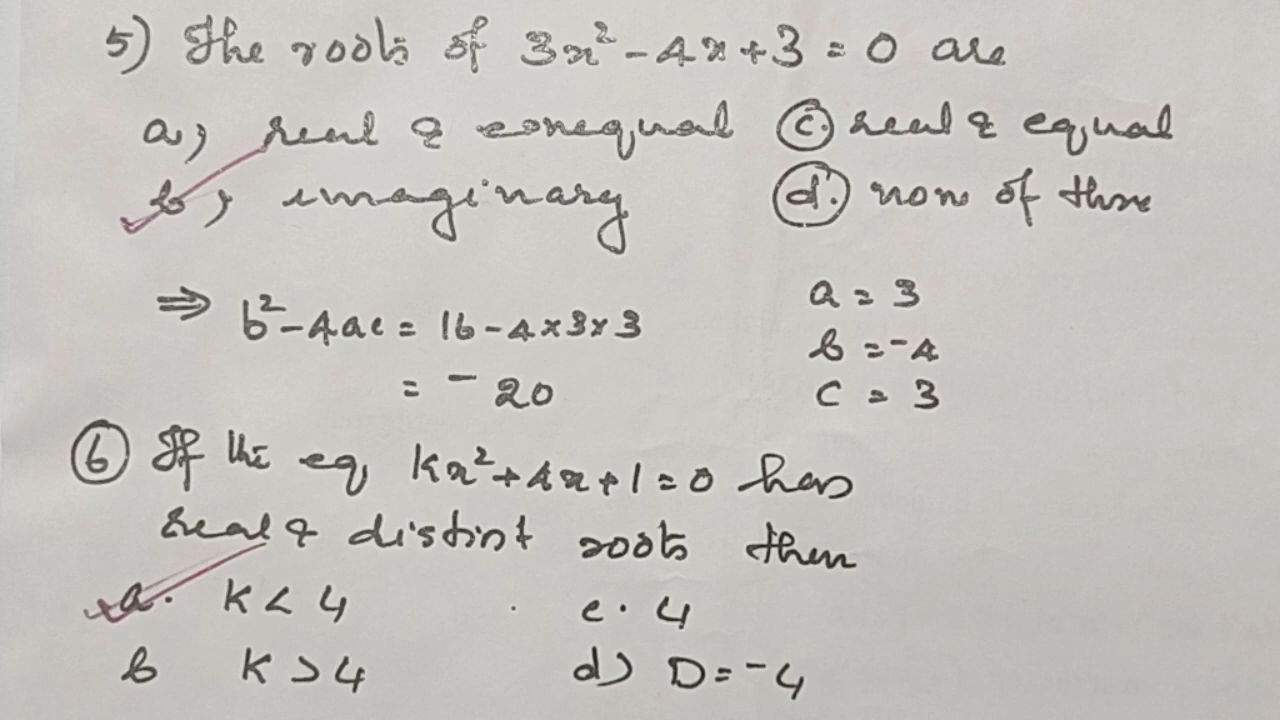 5) The roots of 3x²-4x+3=0 are
a) real & unequal (c.) real & equal
b) imaginary (d.) non of these
⇒ b²-4ac = 16-4×3×3 a = 3
b = -4
= -20 c = 3
(6) If the eq, kx²+4x+1=0 has
real & distint roots then
a. K < 4 c. 4
b K > 4 d) D = -4